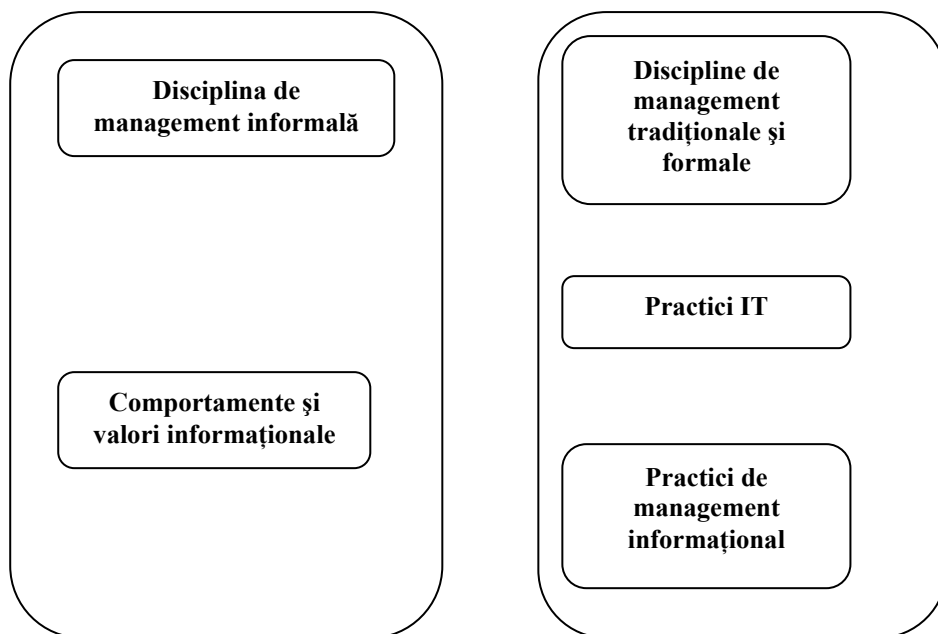 Disciplina de
management informală
Comportamente şi
valori informaționale
Discipline de
management
tradiționale şi
formale
Practici IT
Practici de
management
informațional